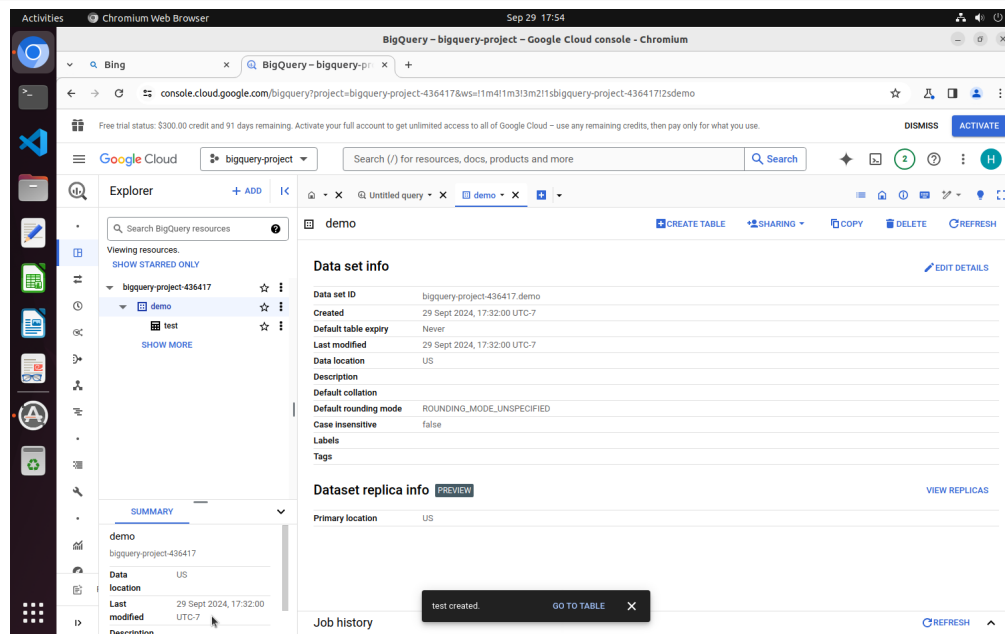 Activities
Chromium Web Browser
Sep 29 17:54
BigQuery – bigquery-project – Google Cloud console - Chromium
Bing
BigQuery – bigquery-pr
console.cloud.google.com/bigquery?project=bigquery-project-436417&ws=!1m4!1m3!3m2!1sbigquery-project-436417!2sdemo
Free trial status: $300.00 credit and 91 days remaining. Activate your full account to get unlimited access to all of Google Cloud – use any remaining credits, then pay only for what you use.
DISMISS
ACTIVATE
Google Cloud
bigquery-project
Search (/) for resources, docs, products and more
Search
2
H
Explorer
+ ADD
Untitled query
demo
Search BigQuery resources
demo
CREATE TABLE
SHARING
COPY
DELETE
REFRESH
Viewing resources.
SHOW STARRED ONLY
bigquery-project-436417
demo
test
SHOW MORE
Data set info
EDIT DETAILS
Data set ID bigquery-project-436417.demo
Created 29 Sept 2024, 17:32:00 UTC-7
Default table expiry Never
Last modified 29 Sept 2024, 17:32:00 UTC-7
Data location US
Description
Default collation
Default rounding mode ROUNDING_MODE_UNSPECIFIED
Case insensitive false
Labels
Tags
Dataset replica info PREVIEW
VIEW REPLICAS
Primary location US
SUMMARY
demo
bigquery-project-436417
Data location US
Last modified 29 Sept 2024, 17:32:00 UTC-7
Description
test created.
GO TO TABLE
Job history
REFRESH